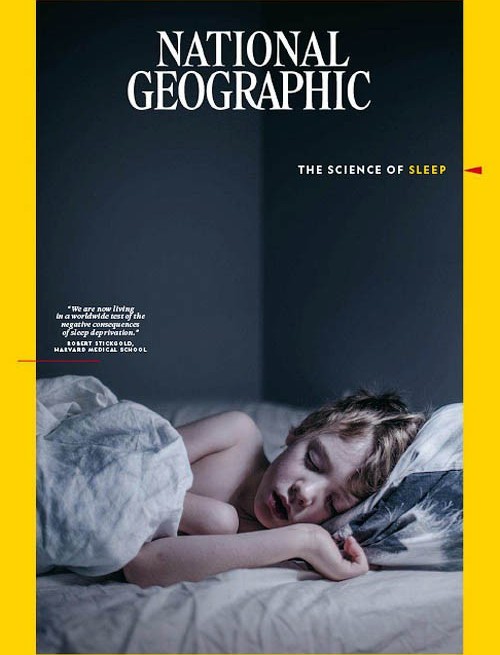 NATIONAL
GEOGRAPHIC
THE SCIENCE OF SLEEP
"We are now living
in a worldwide test of the
negative consequences
of sleep deprivation."
ROBERT STICKGOLD,
HARVARD MEDICAL SCHOOL